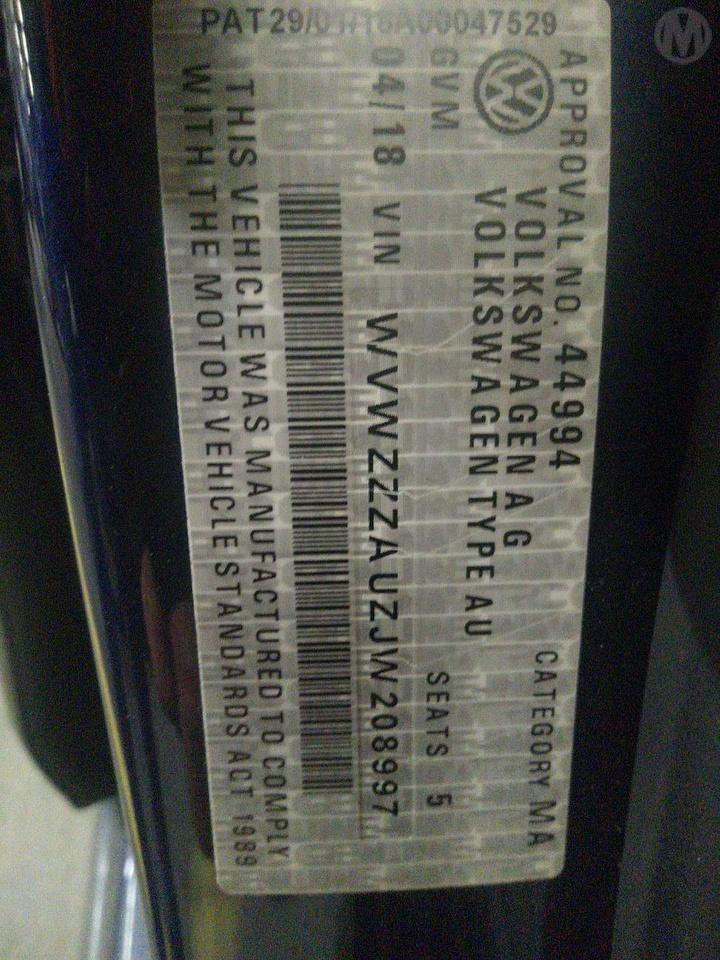 APPROVAL NO. 44994
VOLKSWAGEN AG CATEGORY MA
VOLKSWAGEN TYPE AU
GVM SEATS 5
04/18 VIN WVWZZZAUZJW208997
THIS VEHICLE WAS MANUFACTURED TO COMPLY
WITH THE MOTOR VEHICLE STANDARDS ACT 1989
M